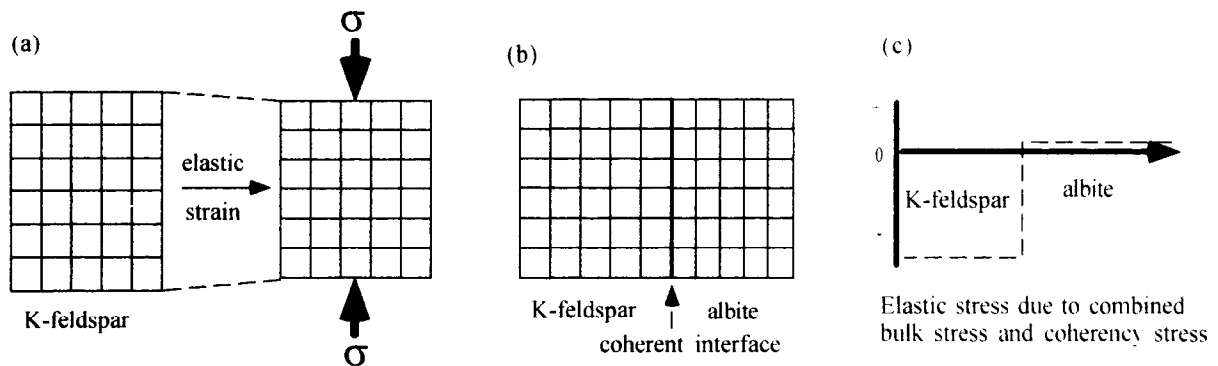 (a)
σ
elastic
strain
K-feldspar
σ
(b)
K-feldspar
albite
coherent interface
(c)
0
K-feldspar
albite
-
Elastic stress due to combined
bulk stress and coherency stress